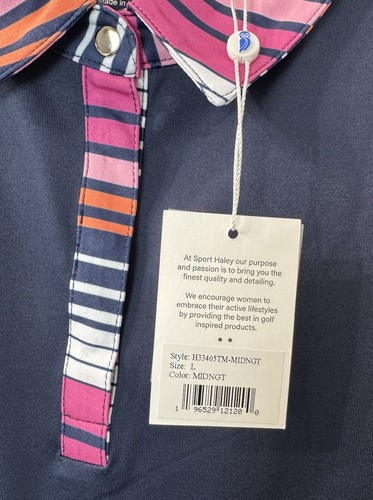 Made in
At Sport Haley our purpose
and passion is to bring you the
finest quality and detailing.
We encourage women to
embrace their active lifestyles
by providing the best in golf
inspired products.
Style: H33405TM-MIDNGT
Size: L
Color: MIDNGT
1 96529 12120 0